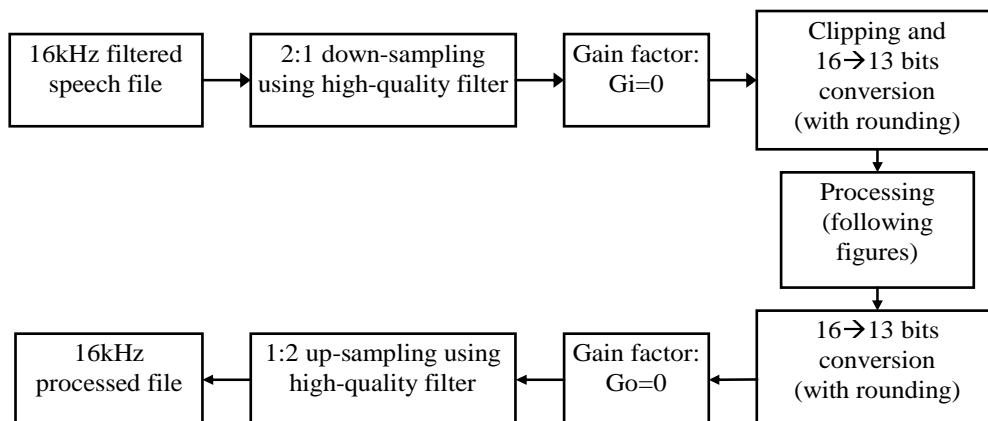 16kHz filtered
speech file
2:1 down-sampling
using high-quality filter
Gain factor:
Gi=0
Clipping and
16→13 bits
conversion
(with rounding)
Processing
(following
figures)
16→13 bits
conversion
(with rounding)
Gain factor:
Go=0
1:2 up-sampling using
high-quality filter
16kHz
processed file